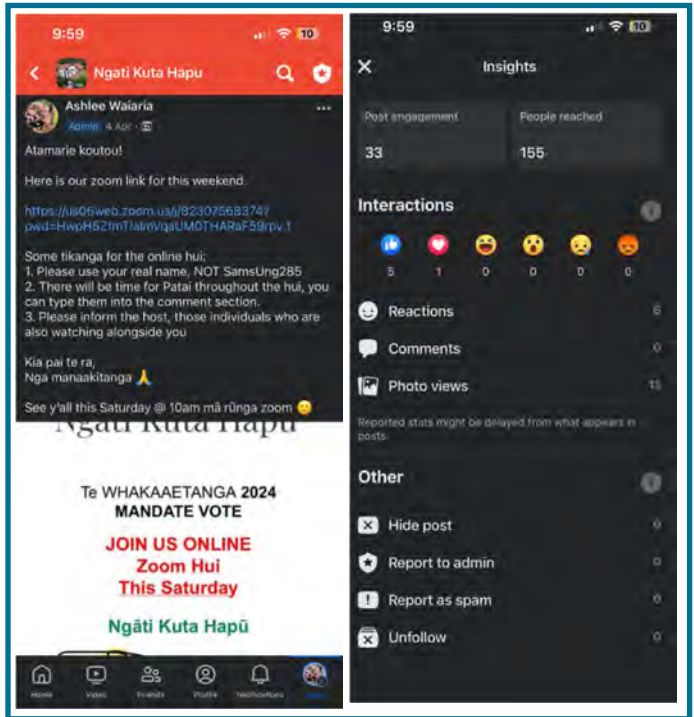 9:59
10
Ngati Kuta Hapu
Ashlee Waiaria
Admin · 4 Apr ·
Atamarie koutou!
Here is our zoom link for this weekend.
Some tikanga for the online hui:
1. Please use your real name, NOT SamsUng285
2. There will be time for Patai throughout the hui, you
can type them into the comment section.
3. Please inform the host, those individuals who are
also watching alongside you
Kia pai te ra,
Nga manaakitanga 🙏
See y'all this Saturday @ 10am mā rūnga zoom 🙂
Ngati Kuta Hapu
Te WHAKAAETANGA 2024
MANDATE VOTE
JOIN US ONLINE
Zoom Hui
This Saturday
Ngāti Kuta Hapū
Home
Video
Friends
Profile
Notifications
9:59
10
Insights
Post engagement
People reached
33
155
Interactions
5 1 0 0 0 0
Reactions 6
Comments 0
Photo views 13
Reported stats might be delayed from what appears in
posts.
Other
Hide post 0
Report to admin 0
Report as spam 0
Unfollow 0